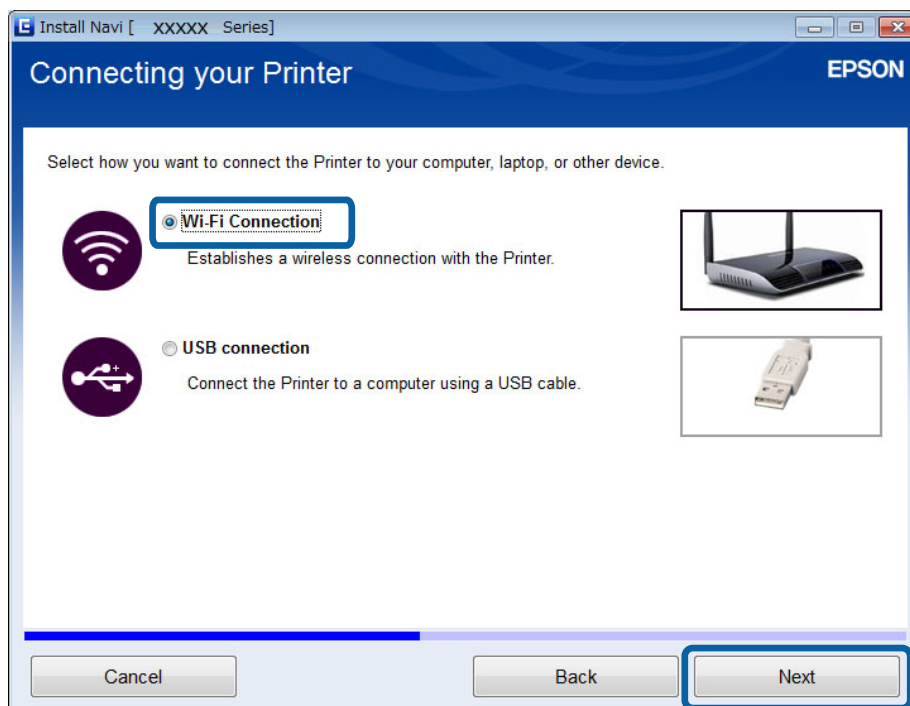 Install Navi [ XXXXX Series]
Connecting your Printer
EPSON
Select how you want to connect the Printer to your computer, laptop, or other device.
Wi-Fi Connection
Establishes a wireless connection with the Printer.
USB connection
Connect the Printer to a computer using a USB cable.
Cancel
Back
Next